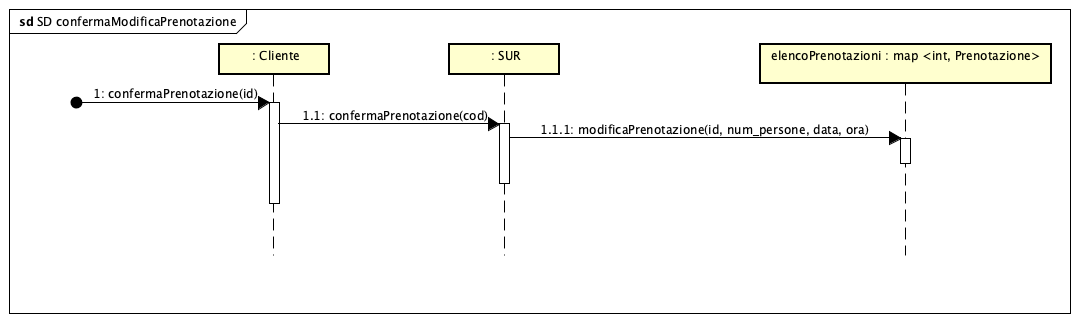 sd SD confermaModificaPrenotazione
: Cliente
: SUR
elencoPrenotazioni : map <int, Prenotazione>
1: confermaPrenotazione(id)
1.1: confermaPrenotazione(cod)
1.1.1: modificaPrenotazione(id, num_persone, data, ora)